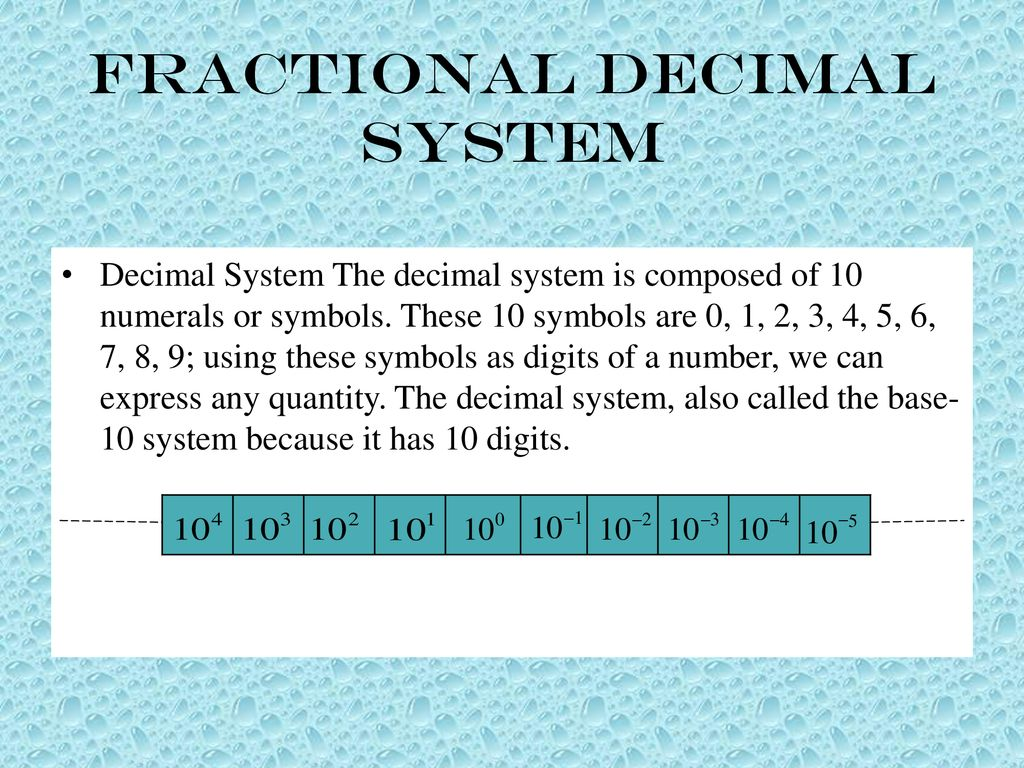 FRACTIONAL DECIMAL
SYSTEM
• Decimal System The decimal system is composed of 10
numerals or symbols. These 10 symbols are 0, 1, 2, 3, 4, 5, 6,
7, 8, 9; using these symbols as digits of a number, we can
express any quantity. The decimal system, also called the base-
10 system because it has 10 digits.
10⁴ 10³ 10² 10¹ 10⁰ 10⁻¹ 10⁻² 10⁻³ 10⁻⁴ 10⁻⁵